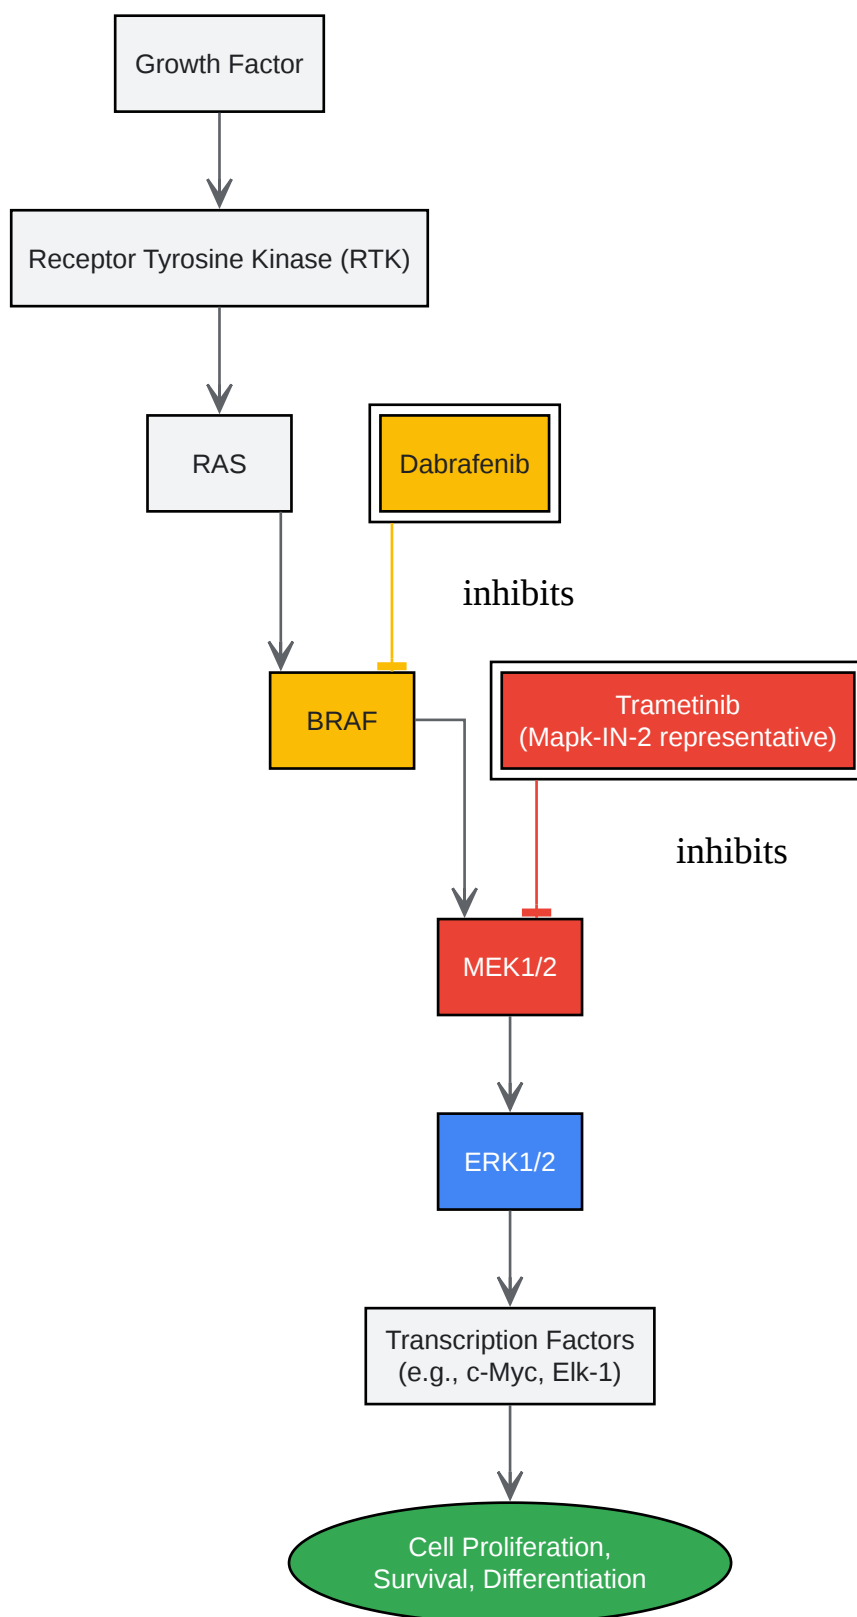 Growth Factor
Receptor Tyrosine Kinase (RTK)
RAS
Dabrafenib
inhibits
BRAF
Trametinib
(Mapk-IN-2 representative)
inhibits
MEK1/2
ERK1/2
Transcription Factors
(e.g., c-Myc, Elk-1)
Cell Proliferation,
Survival, Differentiation